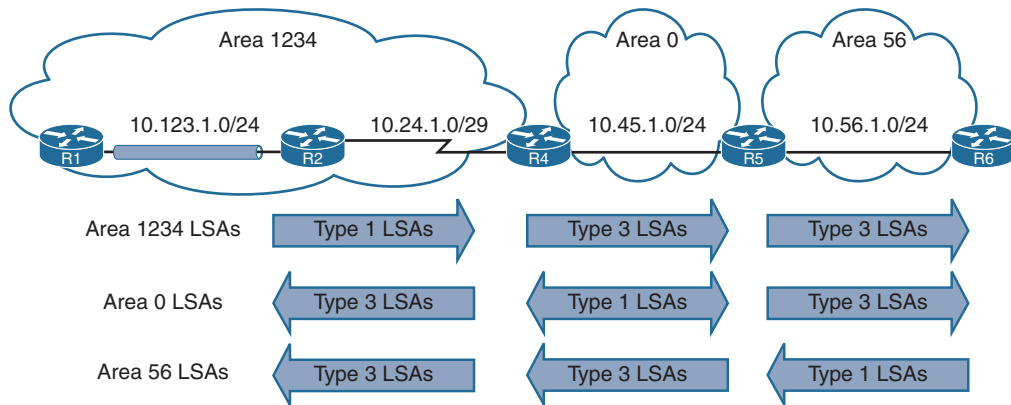 Area 1234 Area 0 Area 56
10.123.1.0/24 10.24.1.0/29 10.45.1.0/24 10.56.1.0/24
R1 R2 R4 R5 R6
Area 1234 LSAs Type 1 LSAs Type 3 LSAs Type 3 LSAs
Area 0 LSAs Type 3 LSAs Type 1 LSAs Type 3 LSAs
Area 56 LSAs Type 3 LSAs Type 3 LSAs Type 1 LSAs